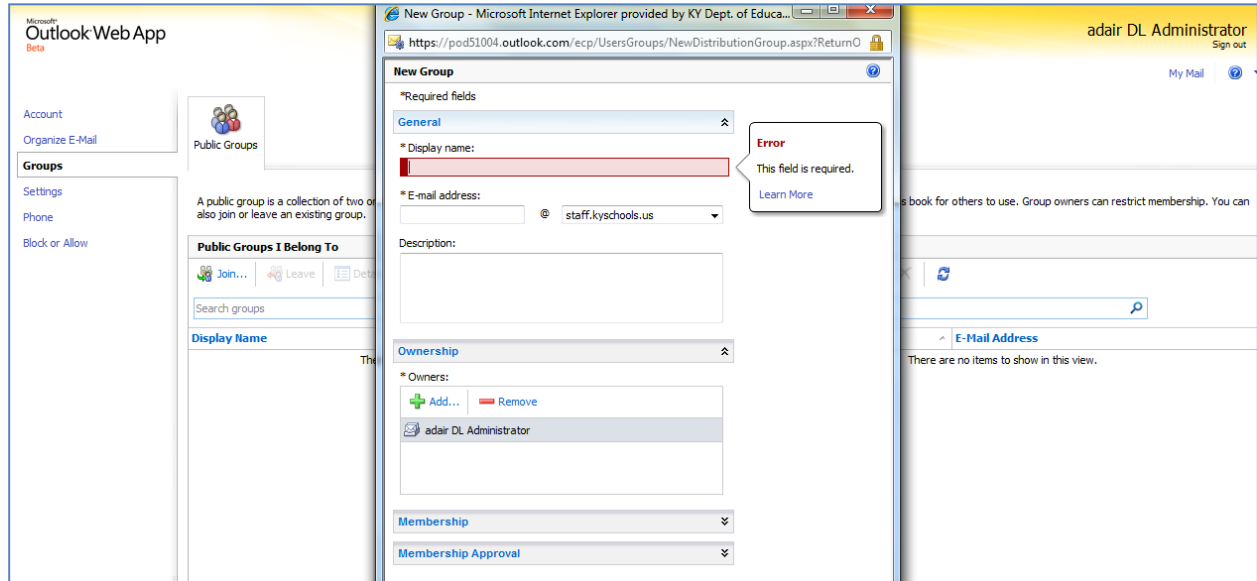 Microsoft®
Outlook Web App
Beta
adair DL Administrator
Sign out
My Mail
Account
Organize E-Mail
Groups
Settings
Phone
Block or Allow
Public Groups
A public group is a collection of two or
also join or leave an existing group.
s book for others to use. Group owners can restrict membership. You can
Public Groups I Belong To
Join...
Leave
Deta
Search groups
Display Name
The
E-Mail Address
There are no items to show in this view.
New Group - Microsoft Internet Explorer provided by KY Dept. of Educa...
https://pod51004.outlook.com/ecp/UsersGroups/NewDistributionGroup.aspx?ReturnO
New Group
*Required fields
General
* Display name:
Error
This field is required.
Learn More
* E-mail address:
@ staff.kyschools.us
Description:
Ownership
* Owners:
Add...
Remove
adair DL Administrator
Membership
Membership Approval